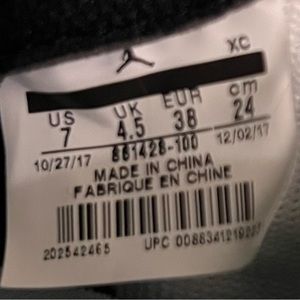 XC
US UK EUR cm
7 4.5 38 24
10/27/17 881428-100 12/02/17
MADE IN CHINA
FABRIQUE EN CHINE
202542465 UPC